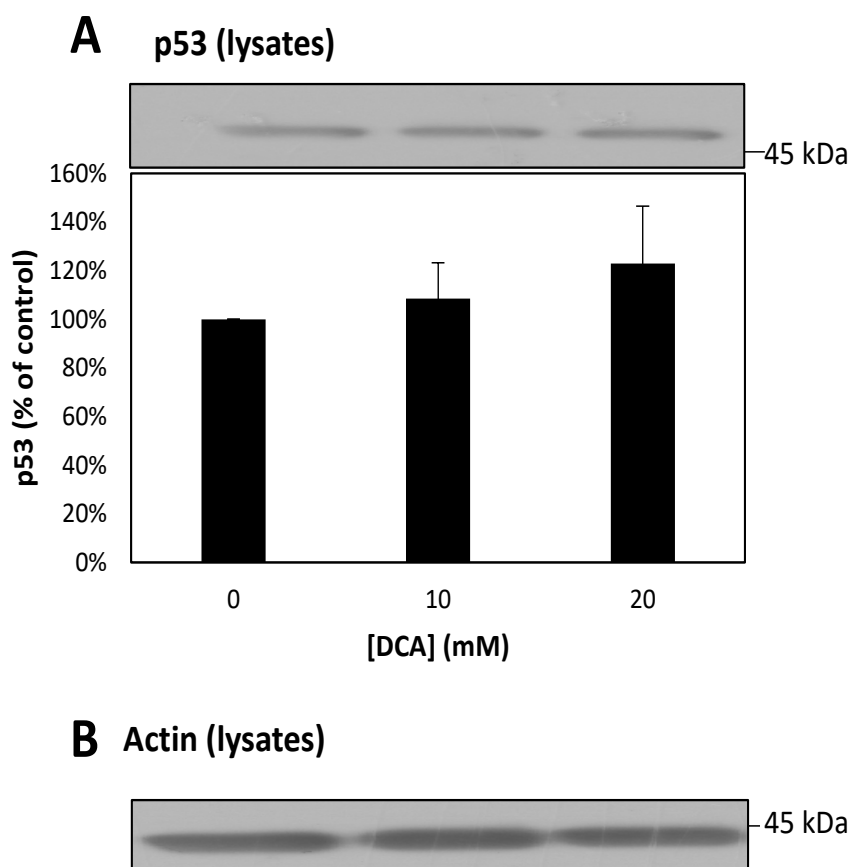 A p53 (lysates)
45 kDa
160%
140%
120%
100%
80%
60%
40%
20%
0%
p53 (% of control)
0 10 20
[DCA] (mM)
B Actin (lysates)
45 kDa